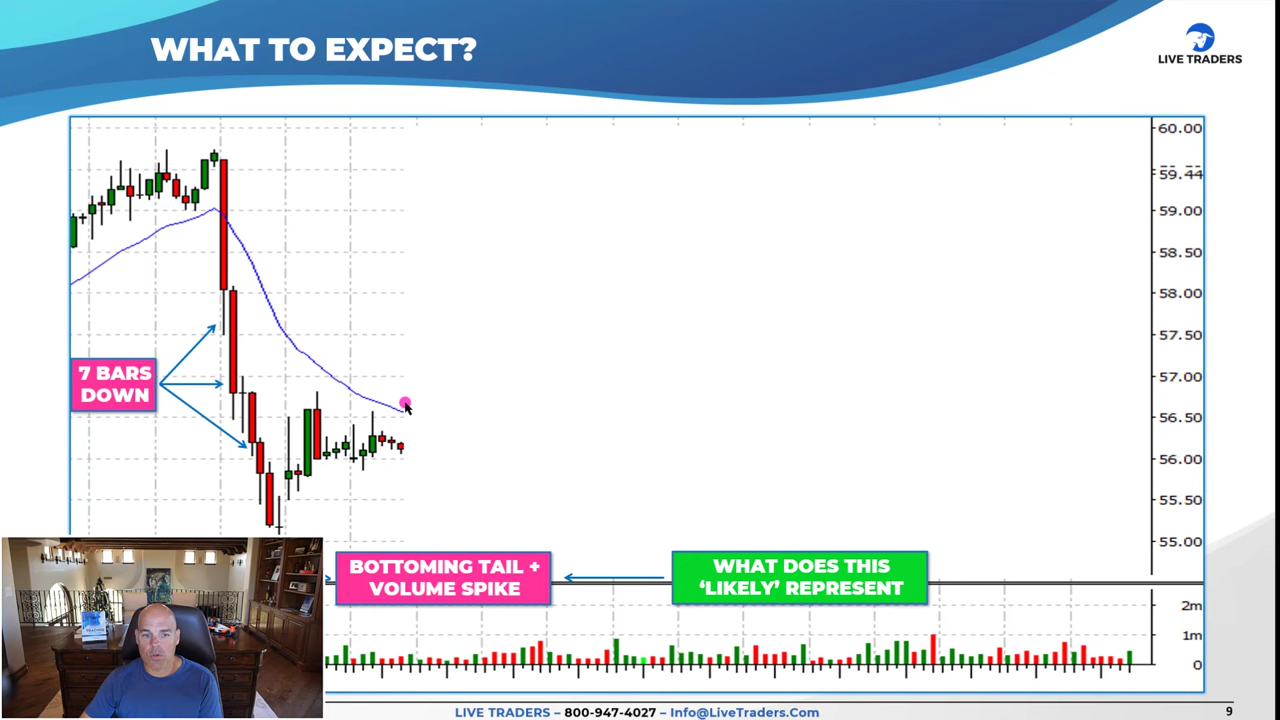 WHAT TO EXPECT?
LIVE TRADERS
60.00
59.44
59.00
58.50
58.00
57.50
57.00
56.50
56.00
55.50
55.00
7 BARS
DOWN
BOTTOMING TAIL +
VOLUME SPIKE
WHAT DOES THIS
‘LIKELY’ REPRESENT
2m
1m
0
LIVE TRADERS – 800-947-4027 – Info@LiveTraders.Com
9